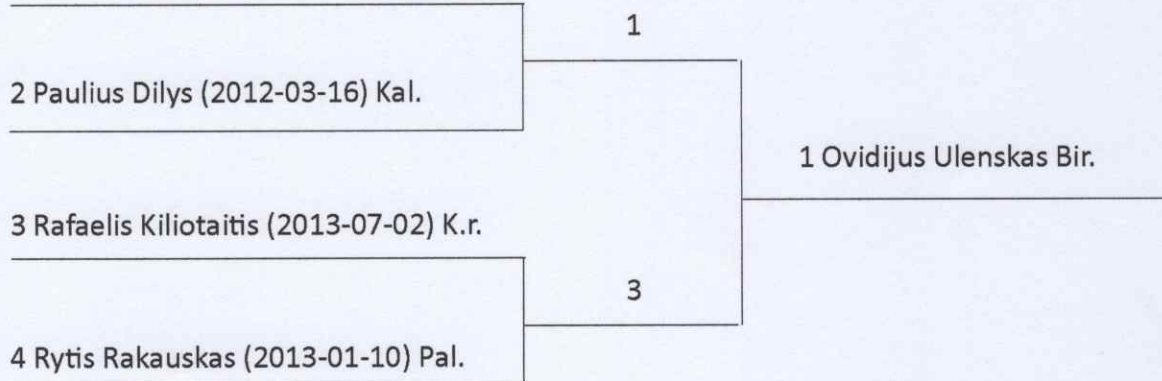 1
2 Paulius Dilys (2012-03-16) Kal.
1 Ovidijus Ulenskas Bir.
3 Rafaelis Kiliotaitis (2013-07-02) K.r.
3
4 Rytis Rakauskas (2013-01-10) Pal.